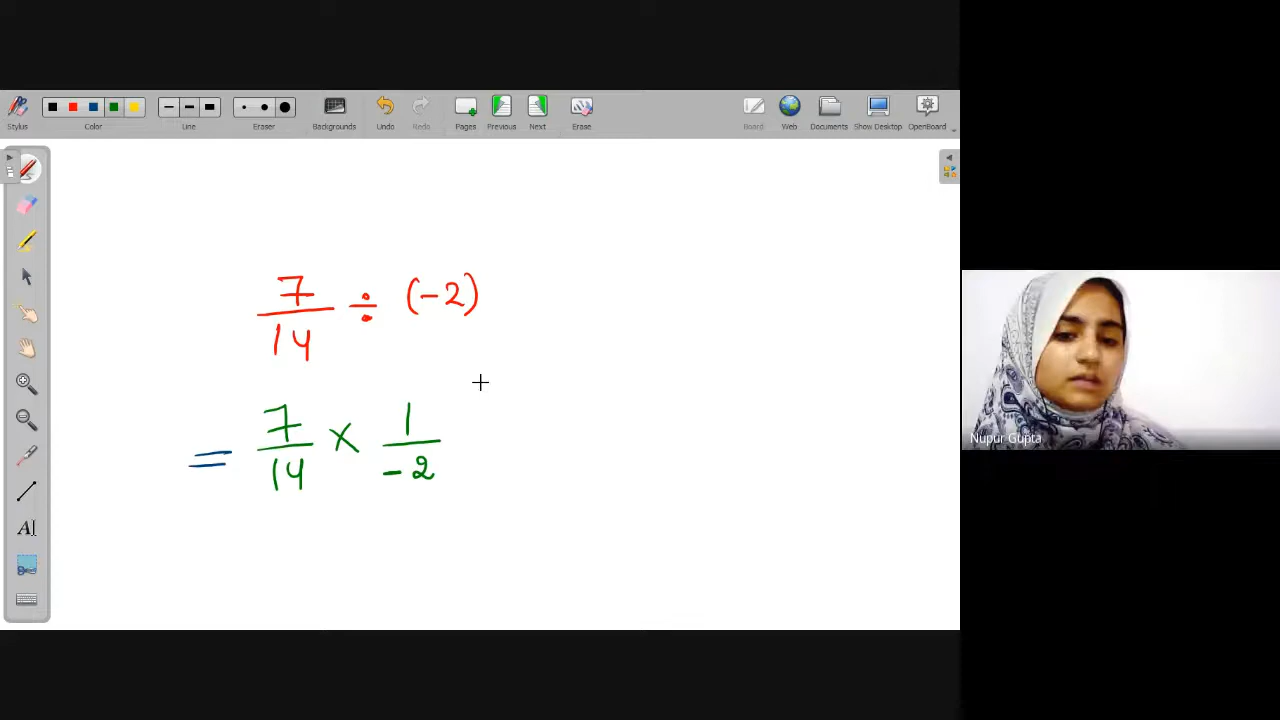 Stylus Color Line Eraser Backgrounds Undo Redo Pages Previous Next Erase Board Web Documents Show Desktop OpenBoard
7/14 ÷ (-2)
= 7/14 × 1/-2
Nupur Gupta